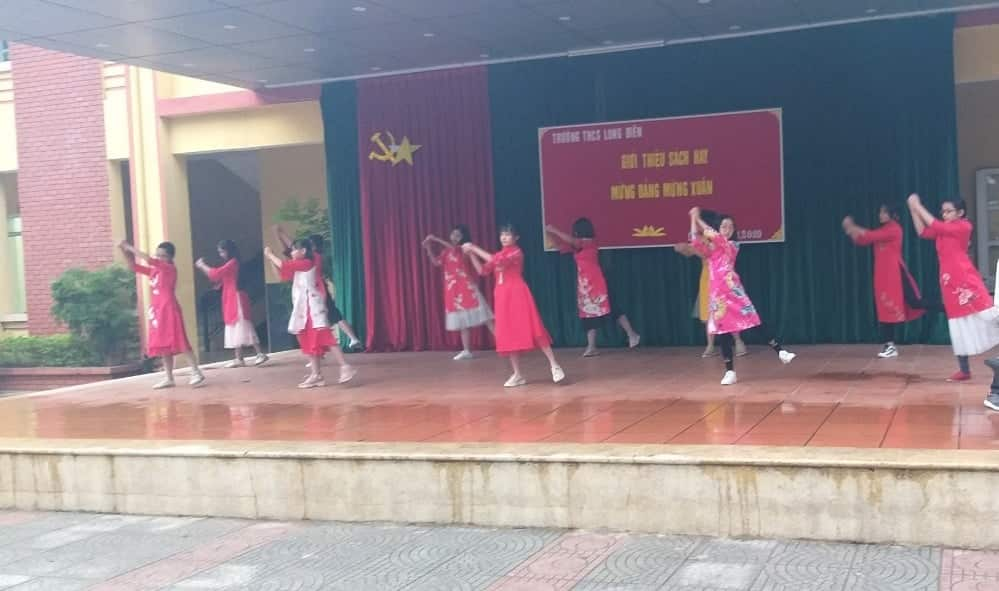 TRƯỜNG THCS LONG BIÊN
GIỚI THIỆU SÁCH HAY
MỪNG ĐẢNG MỪNG XUÂN